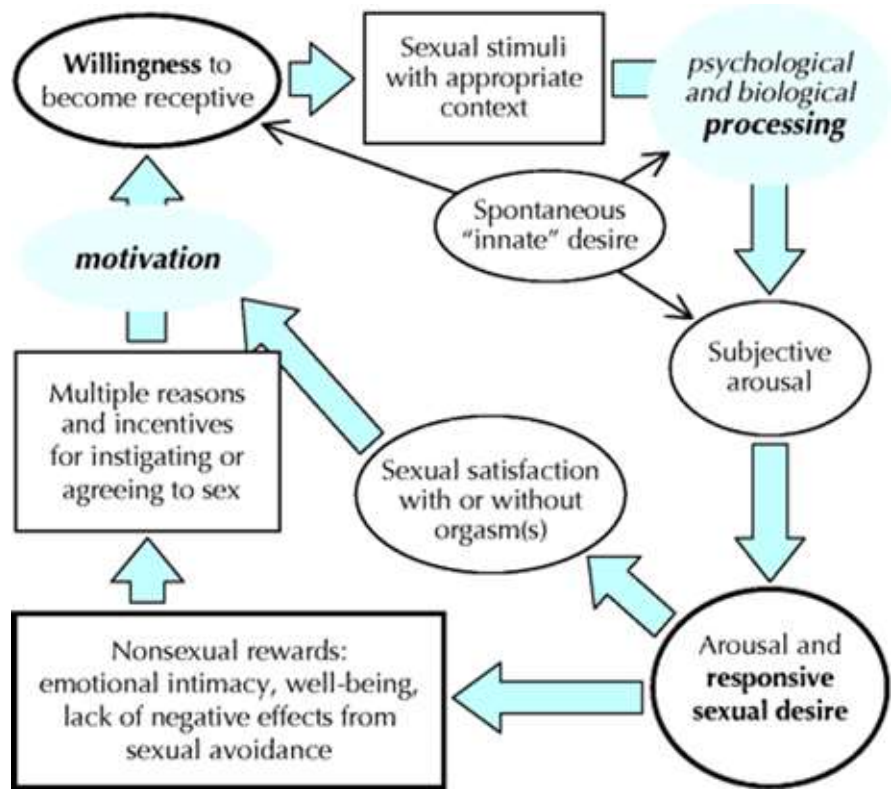 Willingness to
become receptive
Sexual stimuli
with appropriate
context
psychological
and biological
processing
Spontaneous
“innate” desire
motivation
Subjective
arousal
Multiple reasons
and incentives
for instigating or
agreeing to sex
Sexual satisfaction
with or without
orgasm(s)
Nonsexual rewards:
emotional intimacy, well-being,
lack of negative effects from
sexual avoidance
Arousal and
responsive
sexual desire